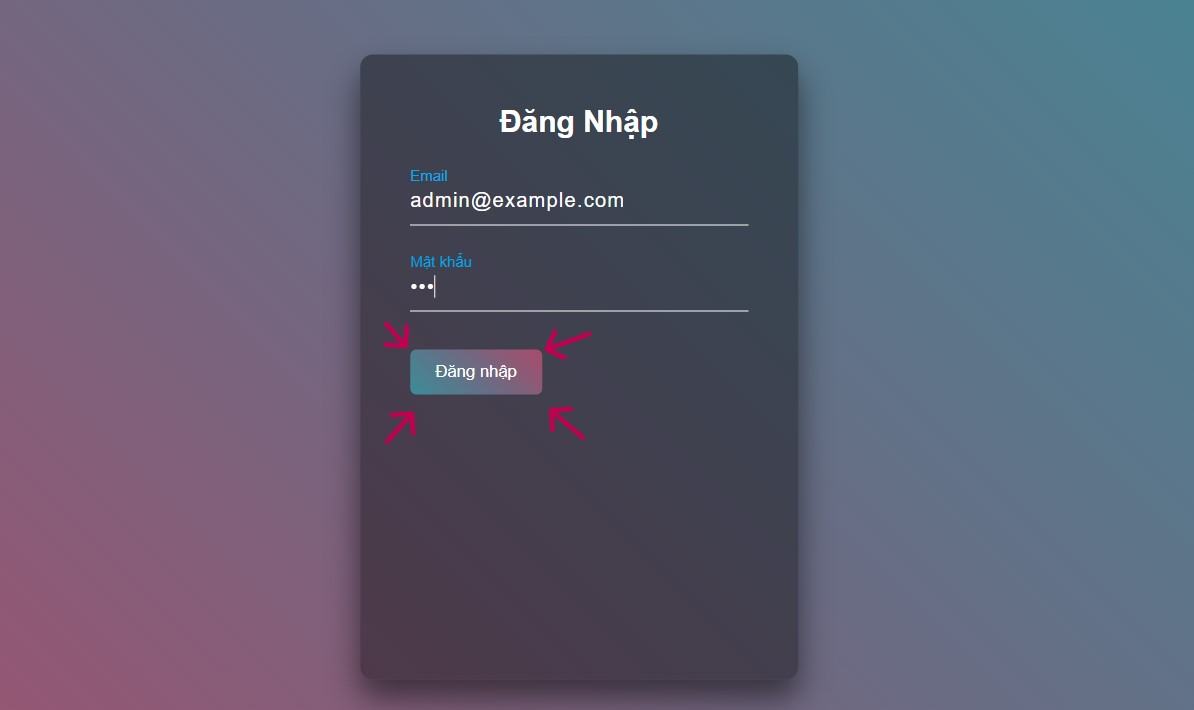 Đăng Nhập
Email
admin@example.com
Mật khẩu
•••
Đăng nhập